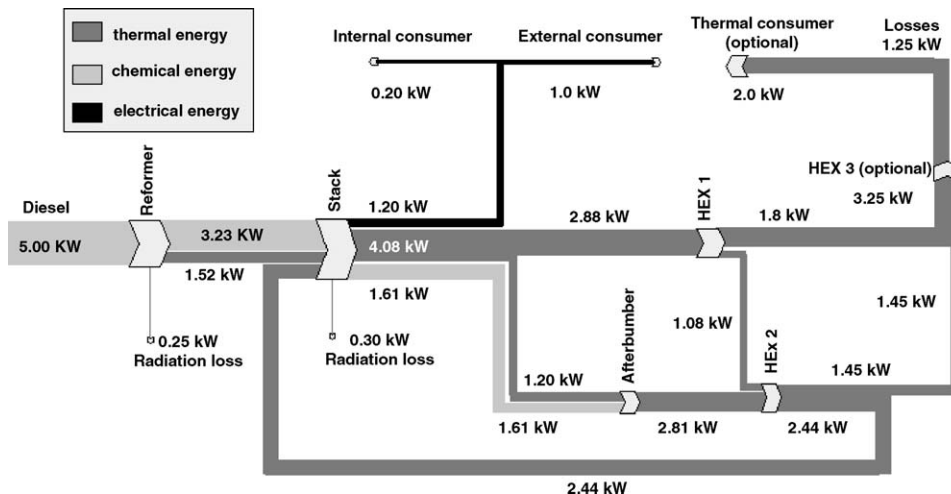 thermal energy
chemical energy
electrical energy
Internal consumer
External consumer
Thermal consumer
(optional)
Losses
1.25 kW
0.20 kW
1.0 kW
2.0 kW
Reformer
Stack
HEX 1
HEX 3 (optional)
3.25 kW
Diesel
5.00 KW
3.23 KW
1.20 kW
2.88 kW
1.8 kW
4.08 kW
1.52 kW
1.61 kW
0.25 kW
Radiation loss
0.30 kW
Radiation loss
Afterbumber
1.08 kW
HEx 2
1.45 kW
1.45 kW
1.20 kW
1.61 kW
2.81 kW
2.44 kW
2.44 kW